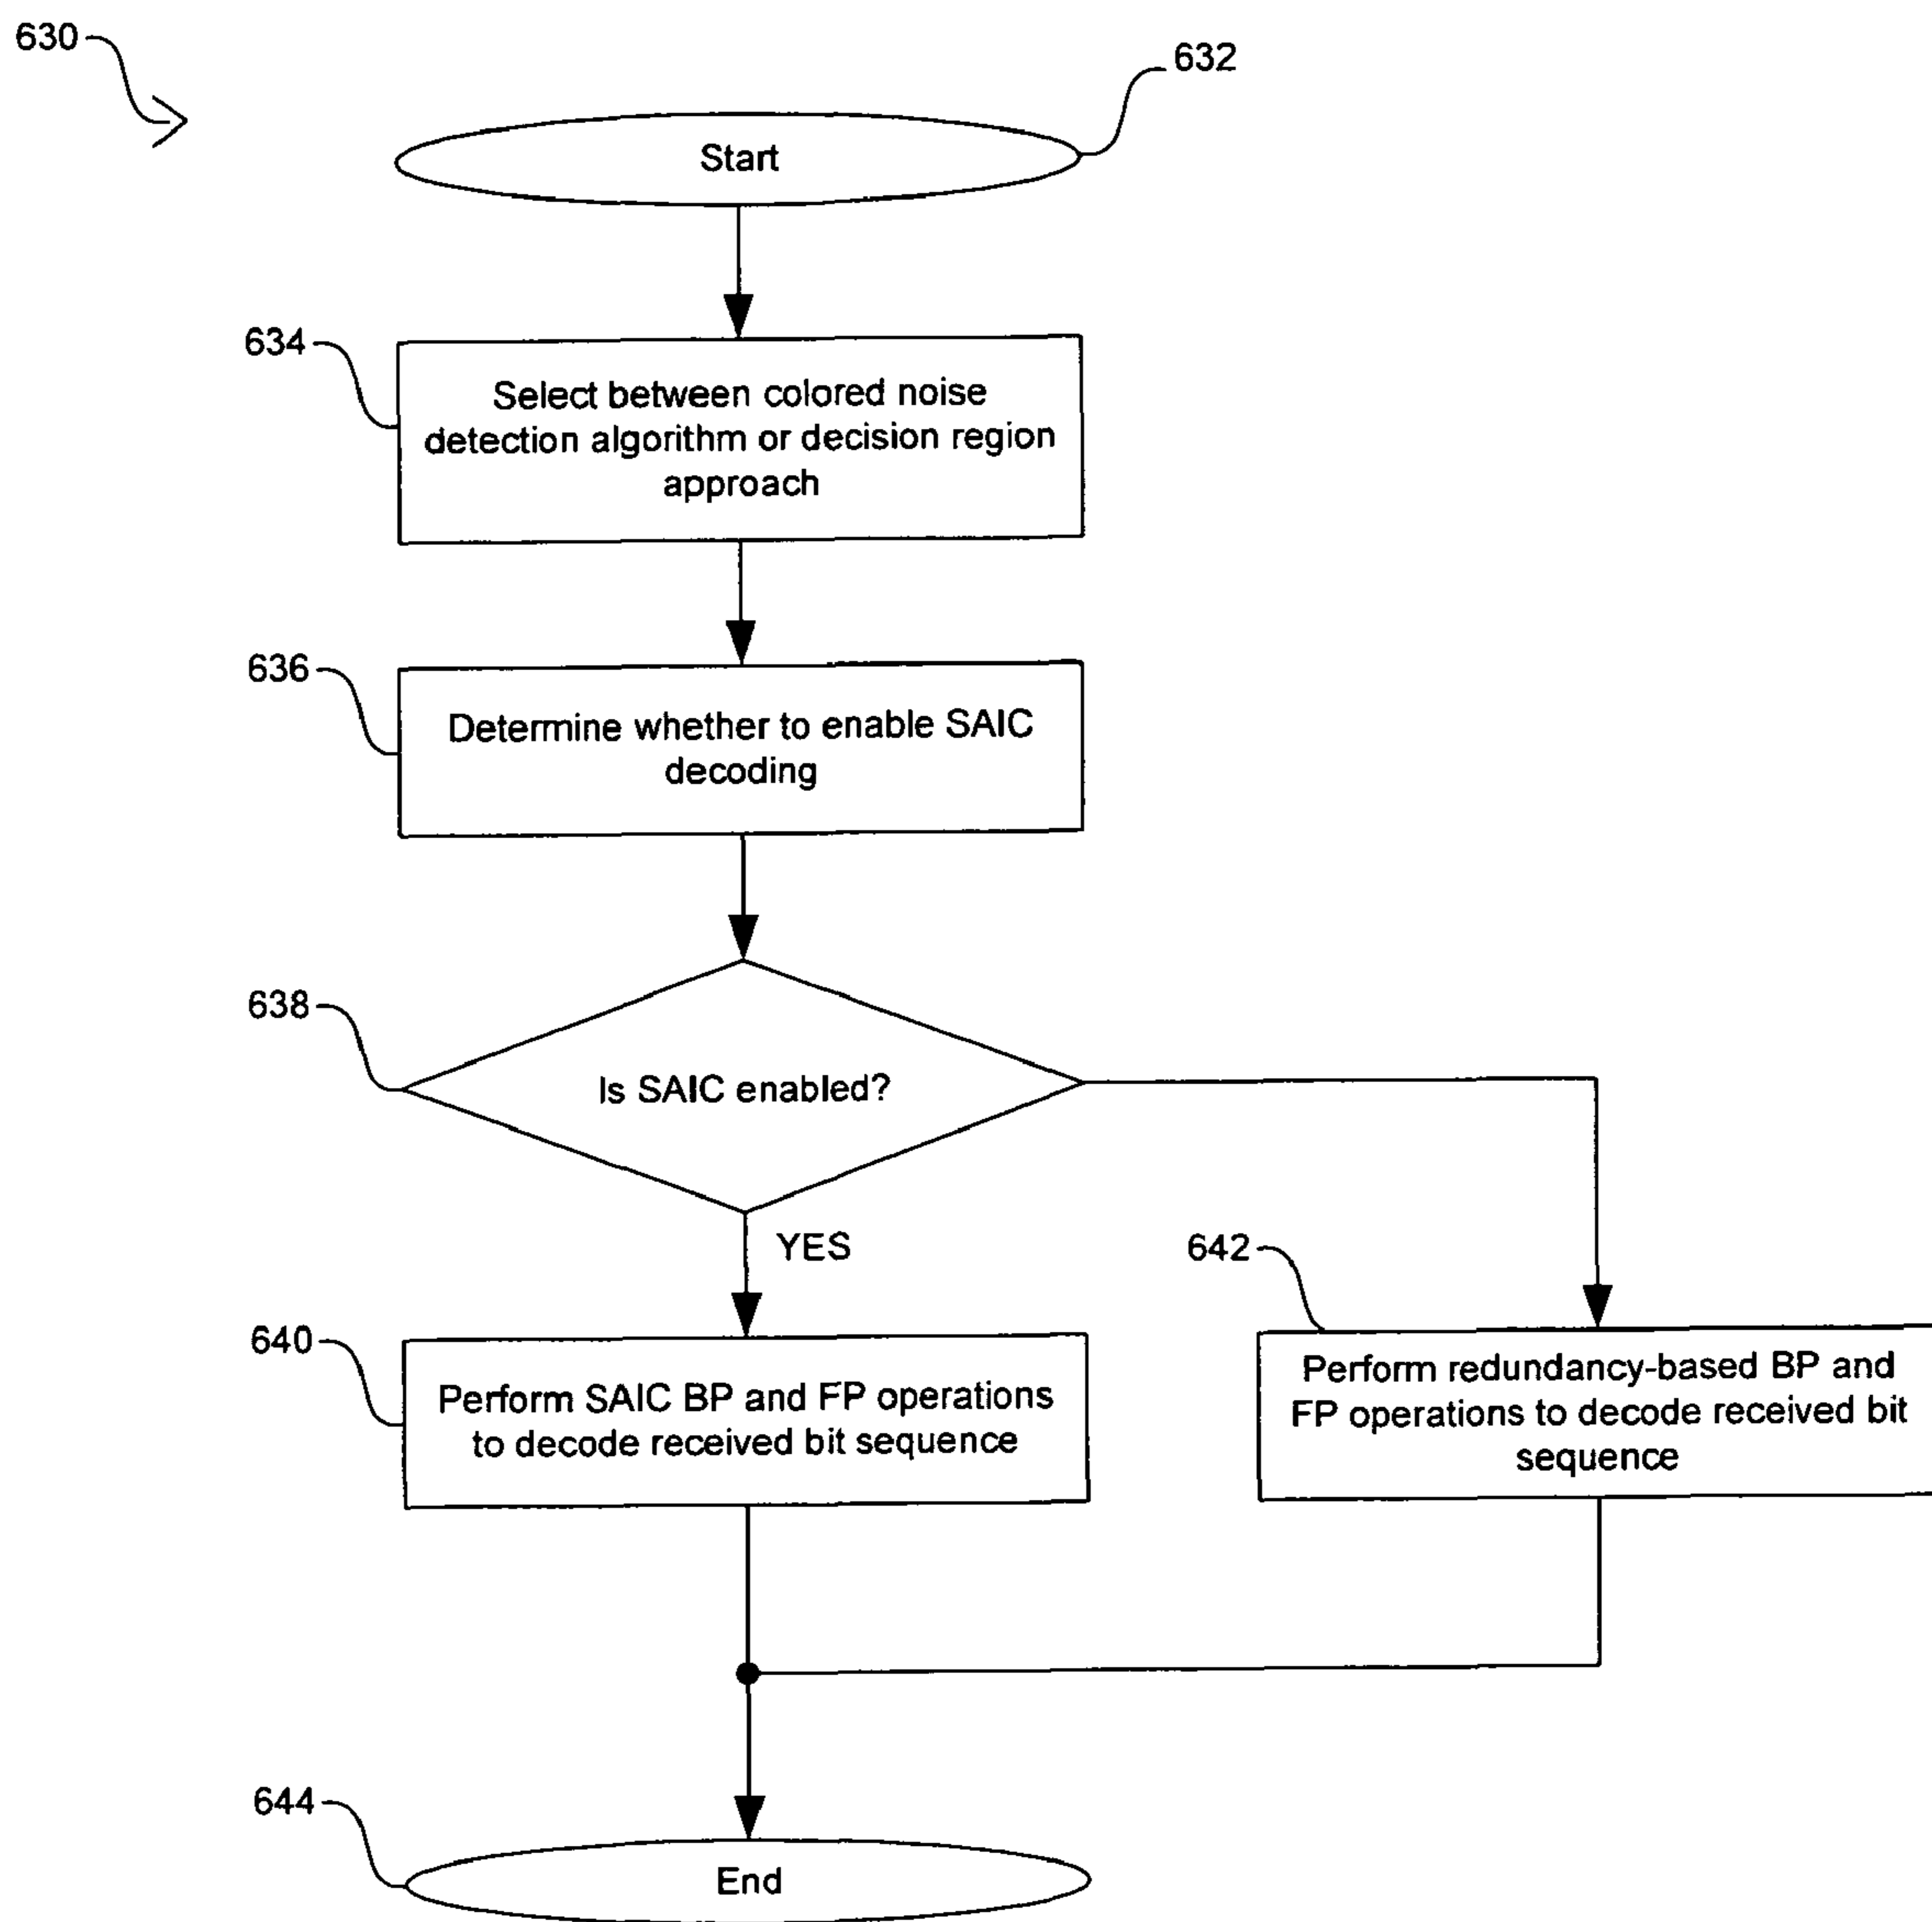 630
632
Start
634
Select between colored noise
detection algorithm or decision region
approach
636
Determine whether to enable SAIC
decoding
638
Is SAIC enabled?
YES
642
640
Perform SAIC BP and FP operations
to decode received bit sequence
Perform redundancy-based BP and
FP operations to decode received bit
sequence
644
End